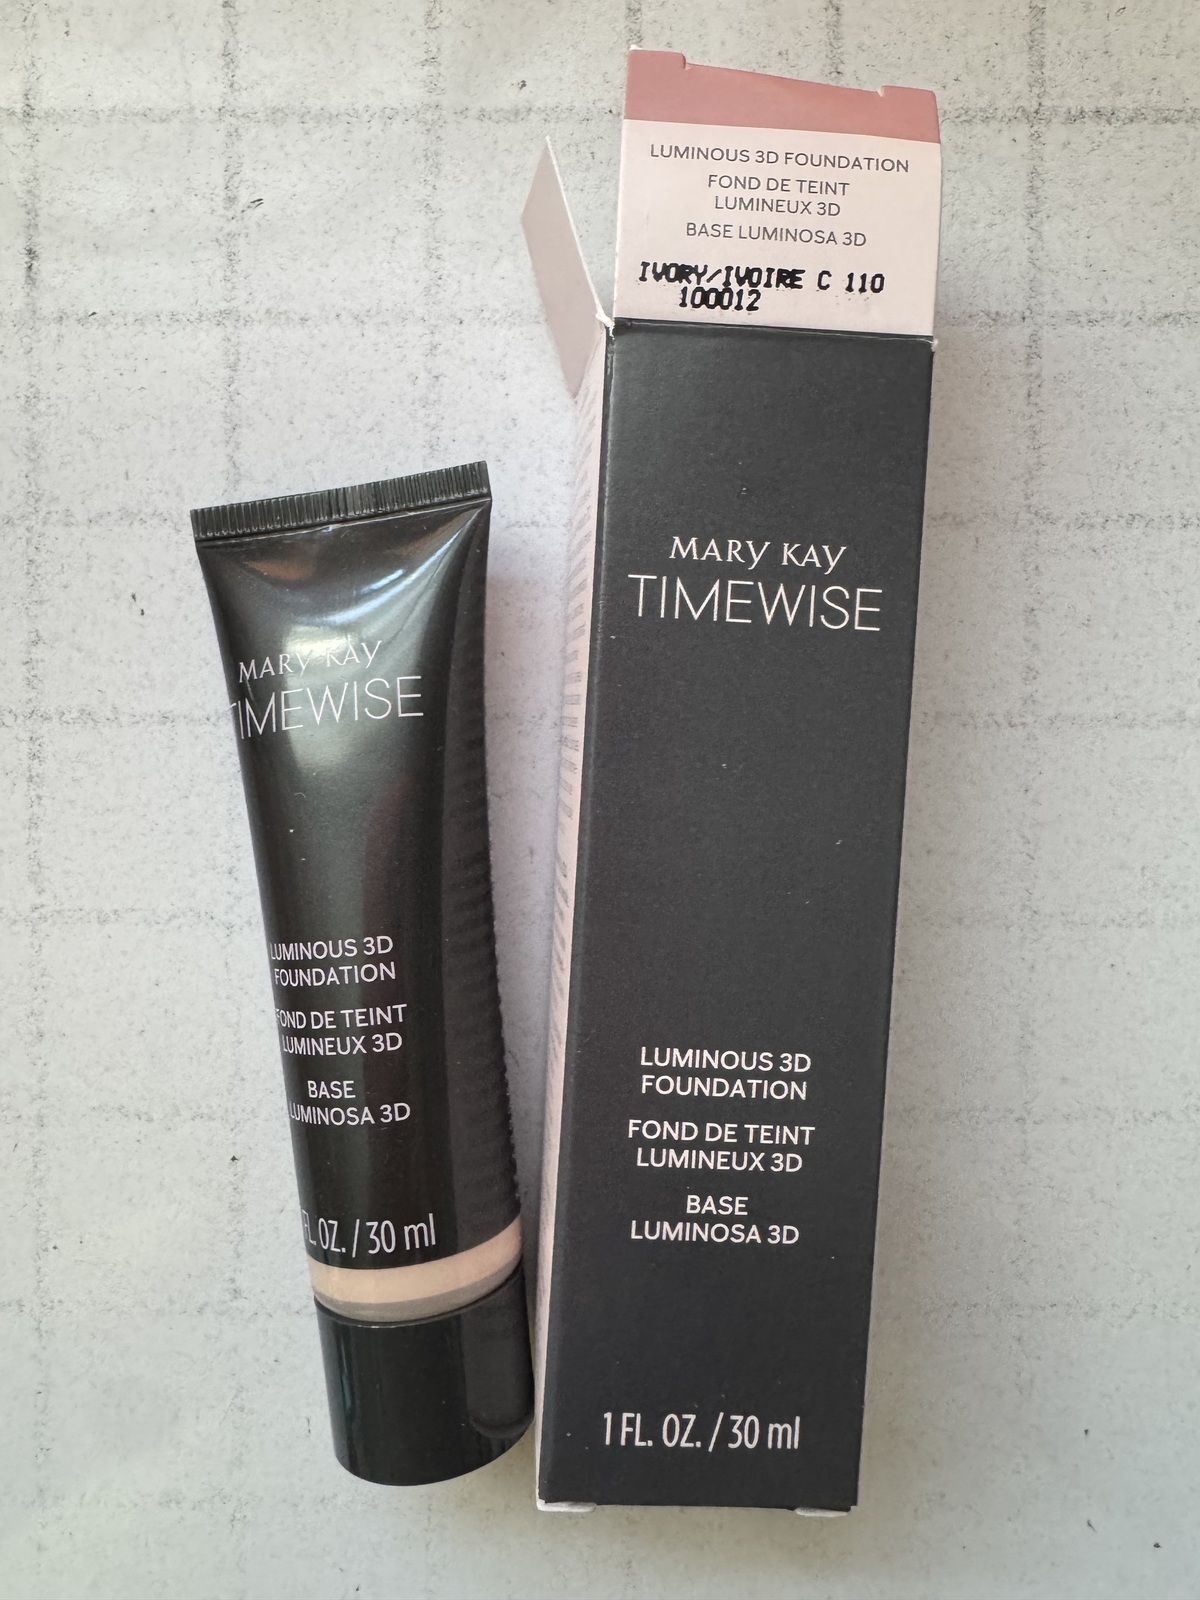 LUMINOUS 3D FOUNDATION
FOND DE TEINT
LUMINEUX 3D
BASE LUMINOSA 3D
IVORY/IVOIRE C 110
100012
MARY KAY
TIMEWISE
LUMINOUS 3D
FOUNDATION
FOND DE TEINT
LUMINEUX 3D
BASE
LUMINOSA 3D
1 FL. OZ. / 30 ml
MARY KAY
TIMEWISE
LUMINOUS 3D
FOUNDATION
FOND DE TEINT
LUMINEUX 3D
BASE
LUMINOSA 3D
FL. OZ. / 30 ml